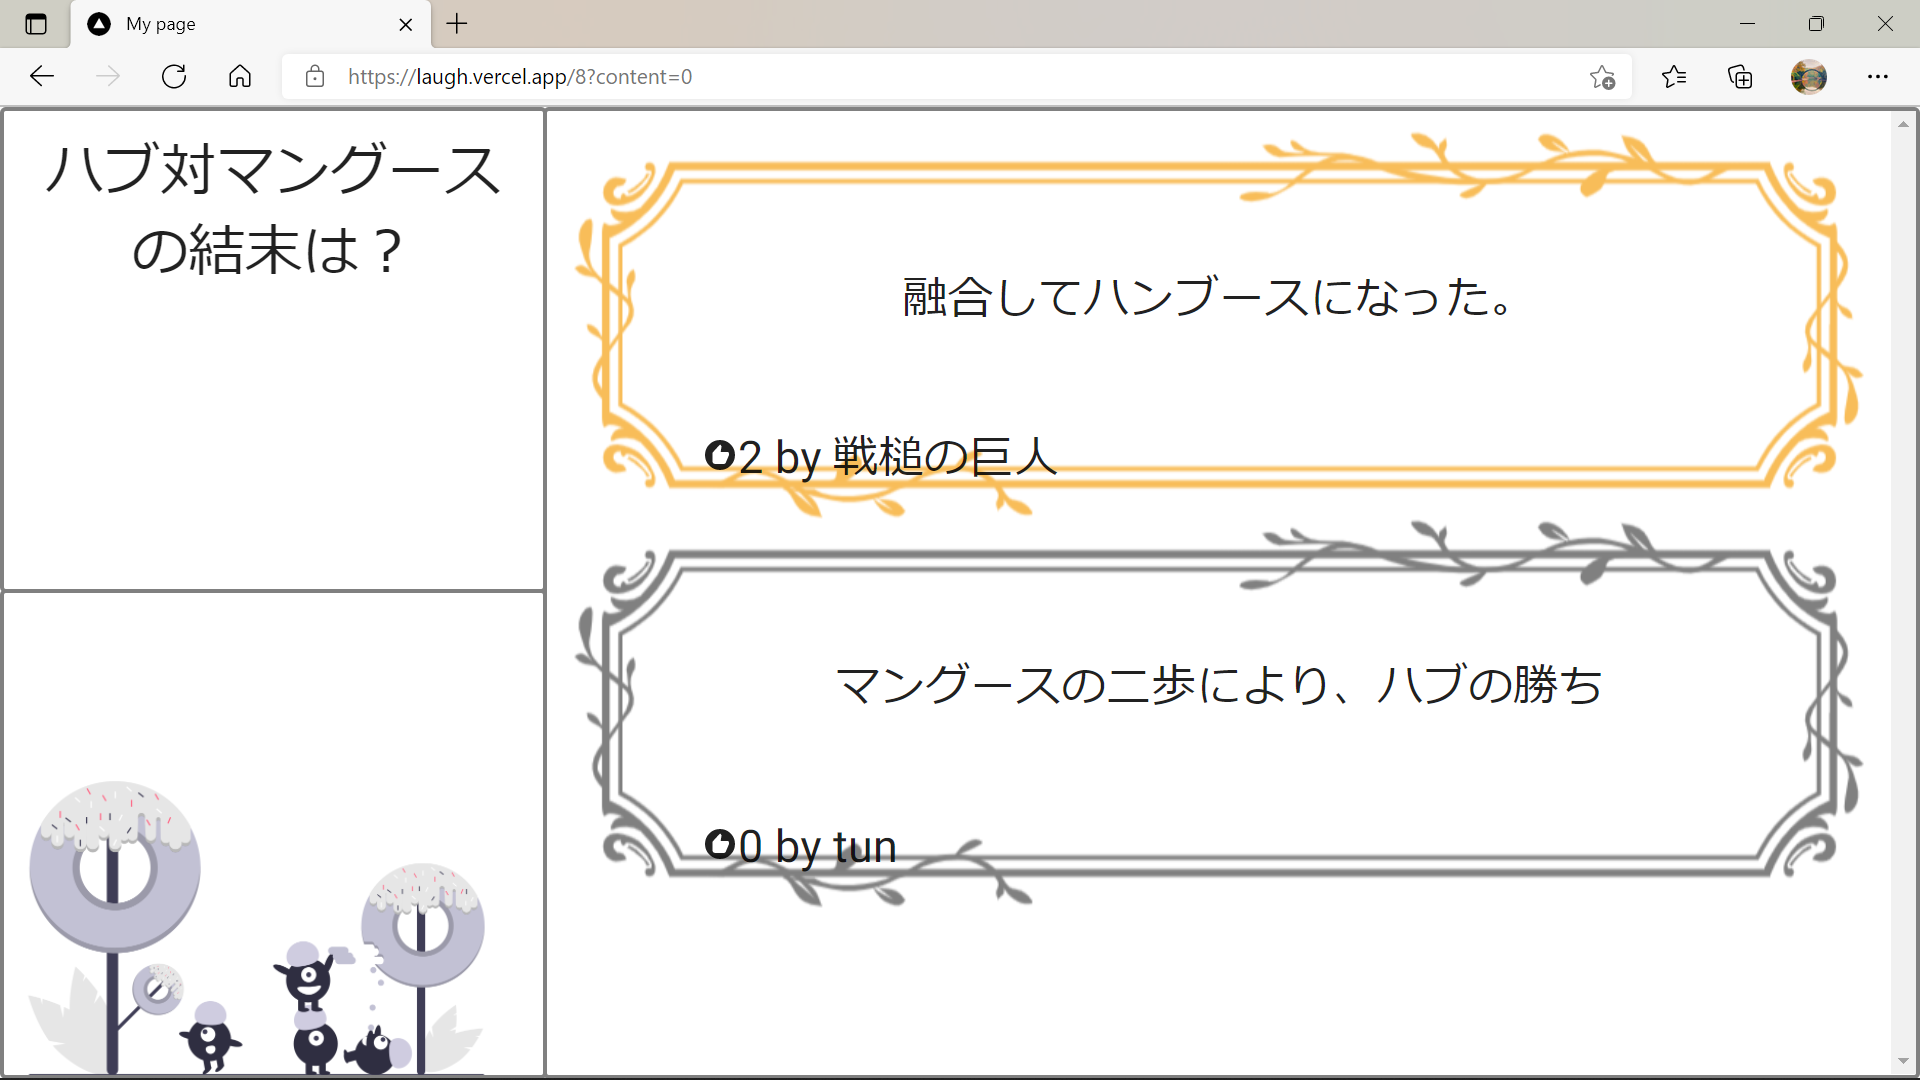 My page
https://laugh.vercel.app/8?content=0
ハブ対マングース
の結末は？
融合してハンブースになった。
2 by 戦槌の巨人
マングースの二歩により、ハブの勝ち
0 by tun